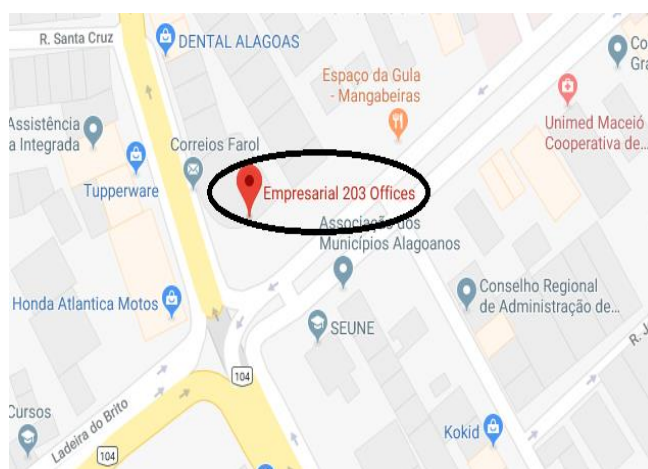 R. Santa Cruz
DENTAL ALAGOAS
Co
Gra
Espaço da Gula
- Mangabeiras
Assistência
a Integrada
Correios Farol
Unimed Maceió
Cooperativa de...
Tupperware
Empresarial 203 Offices
Associação dos
Municípios Alagoanos
Honda Atlantica Motos
Conselho Regional
de Administração de...
SEUNE
R. J
104
Cursos
Ladeira do Brito
104
Kokid